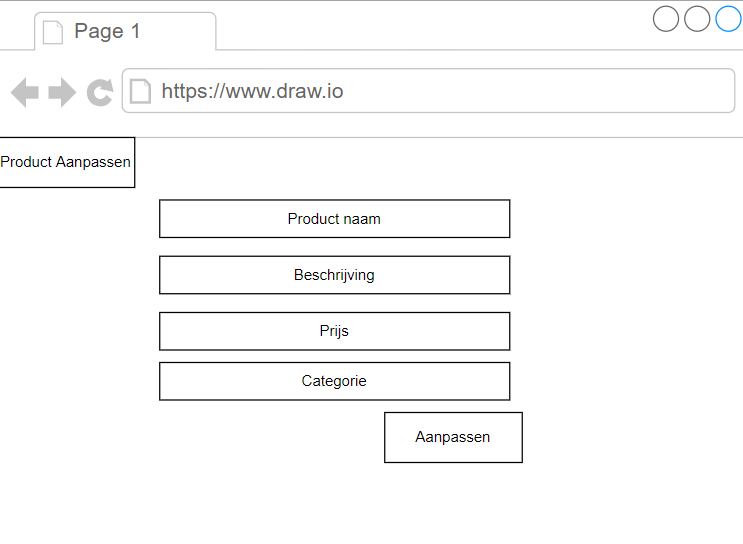 Page 1
https://www.draw.io
Product Aanpassen
Product naam
Beschrijving
Prijs
Categorie
Aanpassen